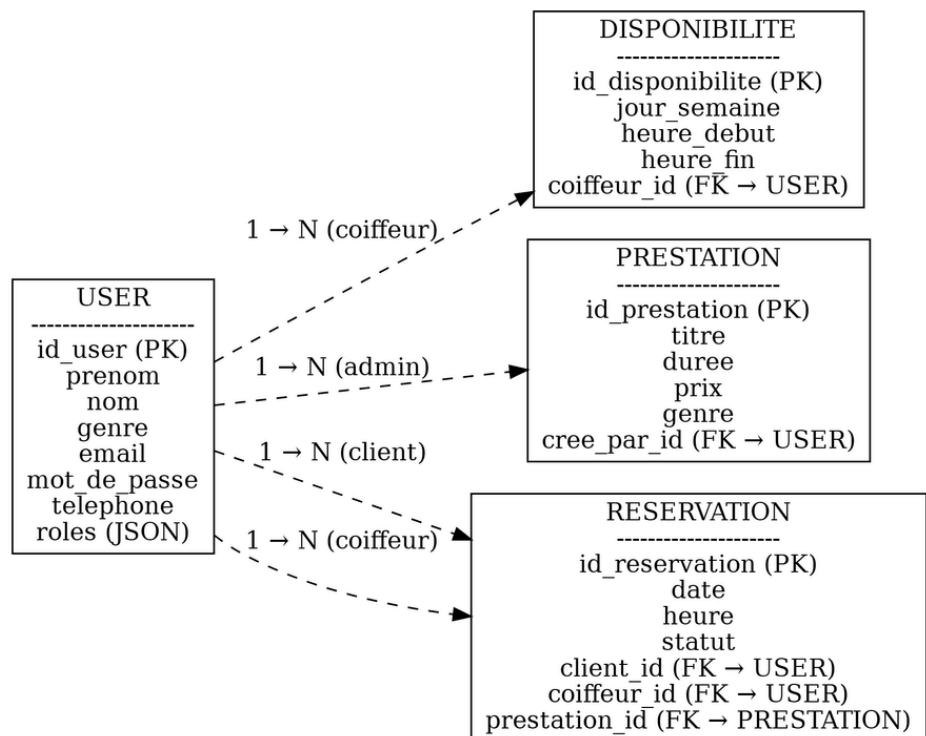 DISPONIBILITE
---------------------
id_disponibilite (PK)
jour_semaine
heure_debut
heure_fin
coiffeur_id (FK → USER)
1 → N (coiffeur)
PRESTATION
---------------------
id_prestation (PK)
titre
duree
prix
genre
cree_par_id (FK → USER)
USER
---------------------
id_user (PK)
prenom
nom
genre
email
mot_de_passe
telephone
roles (JSON)
1 → N (admin)
1 → N (client)
1 → N (coiffeur)
RESERVATION
---------------------
id_reservation (PK)
date
heure
statut
client_id (FK → USER)
coiffeur_id (FK → USER)
prestation_id (FK → PRESTATION)